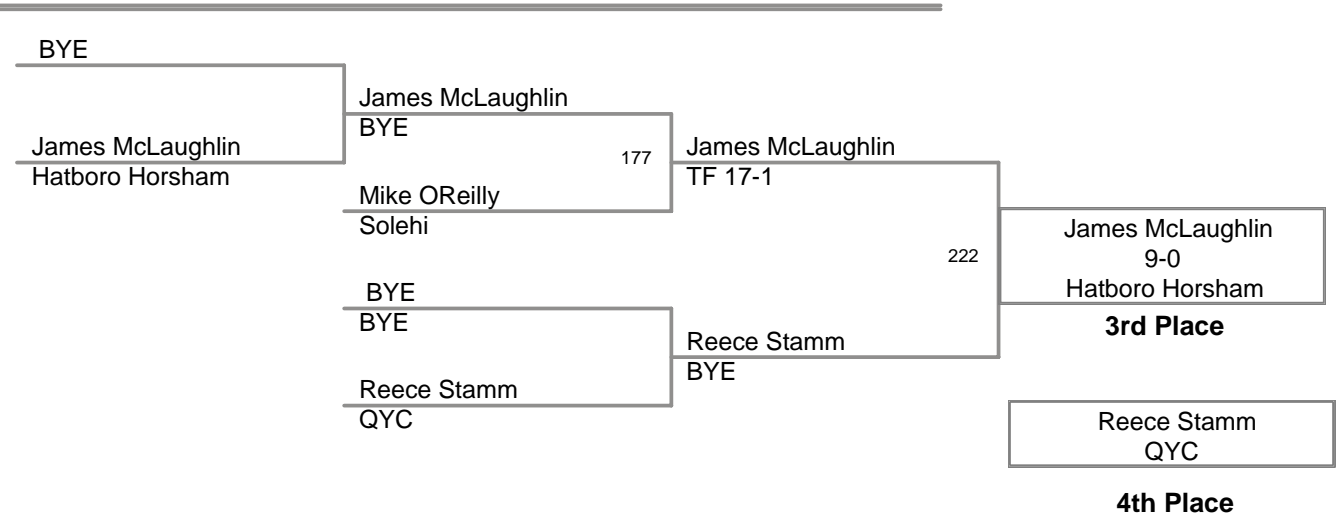 BYE
James McLaughlin
BYE
James McLaughlin
Hatboro Horsham
177
James McLaughlin
TF 17-1
Mike OReilly
Solehi
James McLaughlin
9-0
Hatboro Horsham
222
BYE
BYE
3rd Place
Reece Stamm
BYE
Reece Stamm
QYC
Reece Stamm
QYC
4th Place